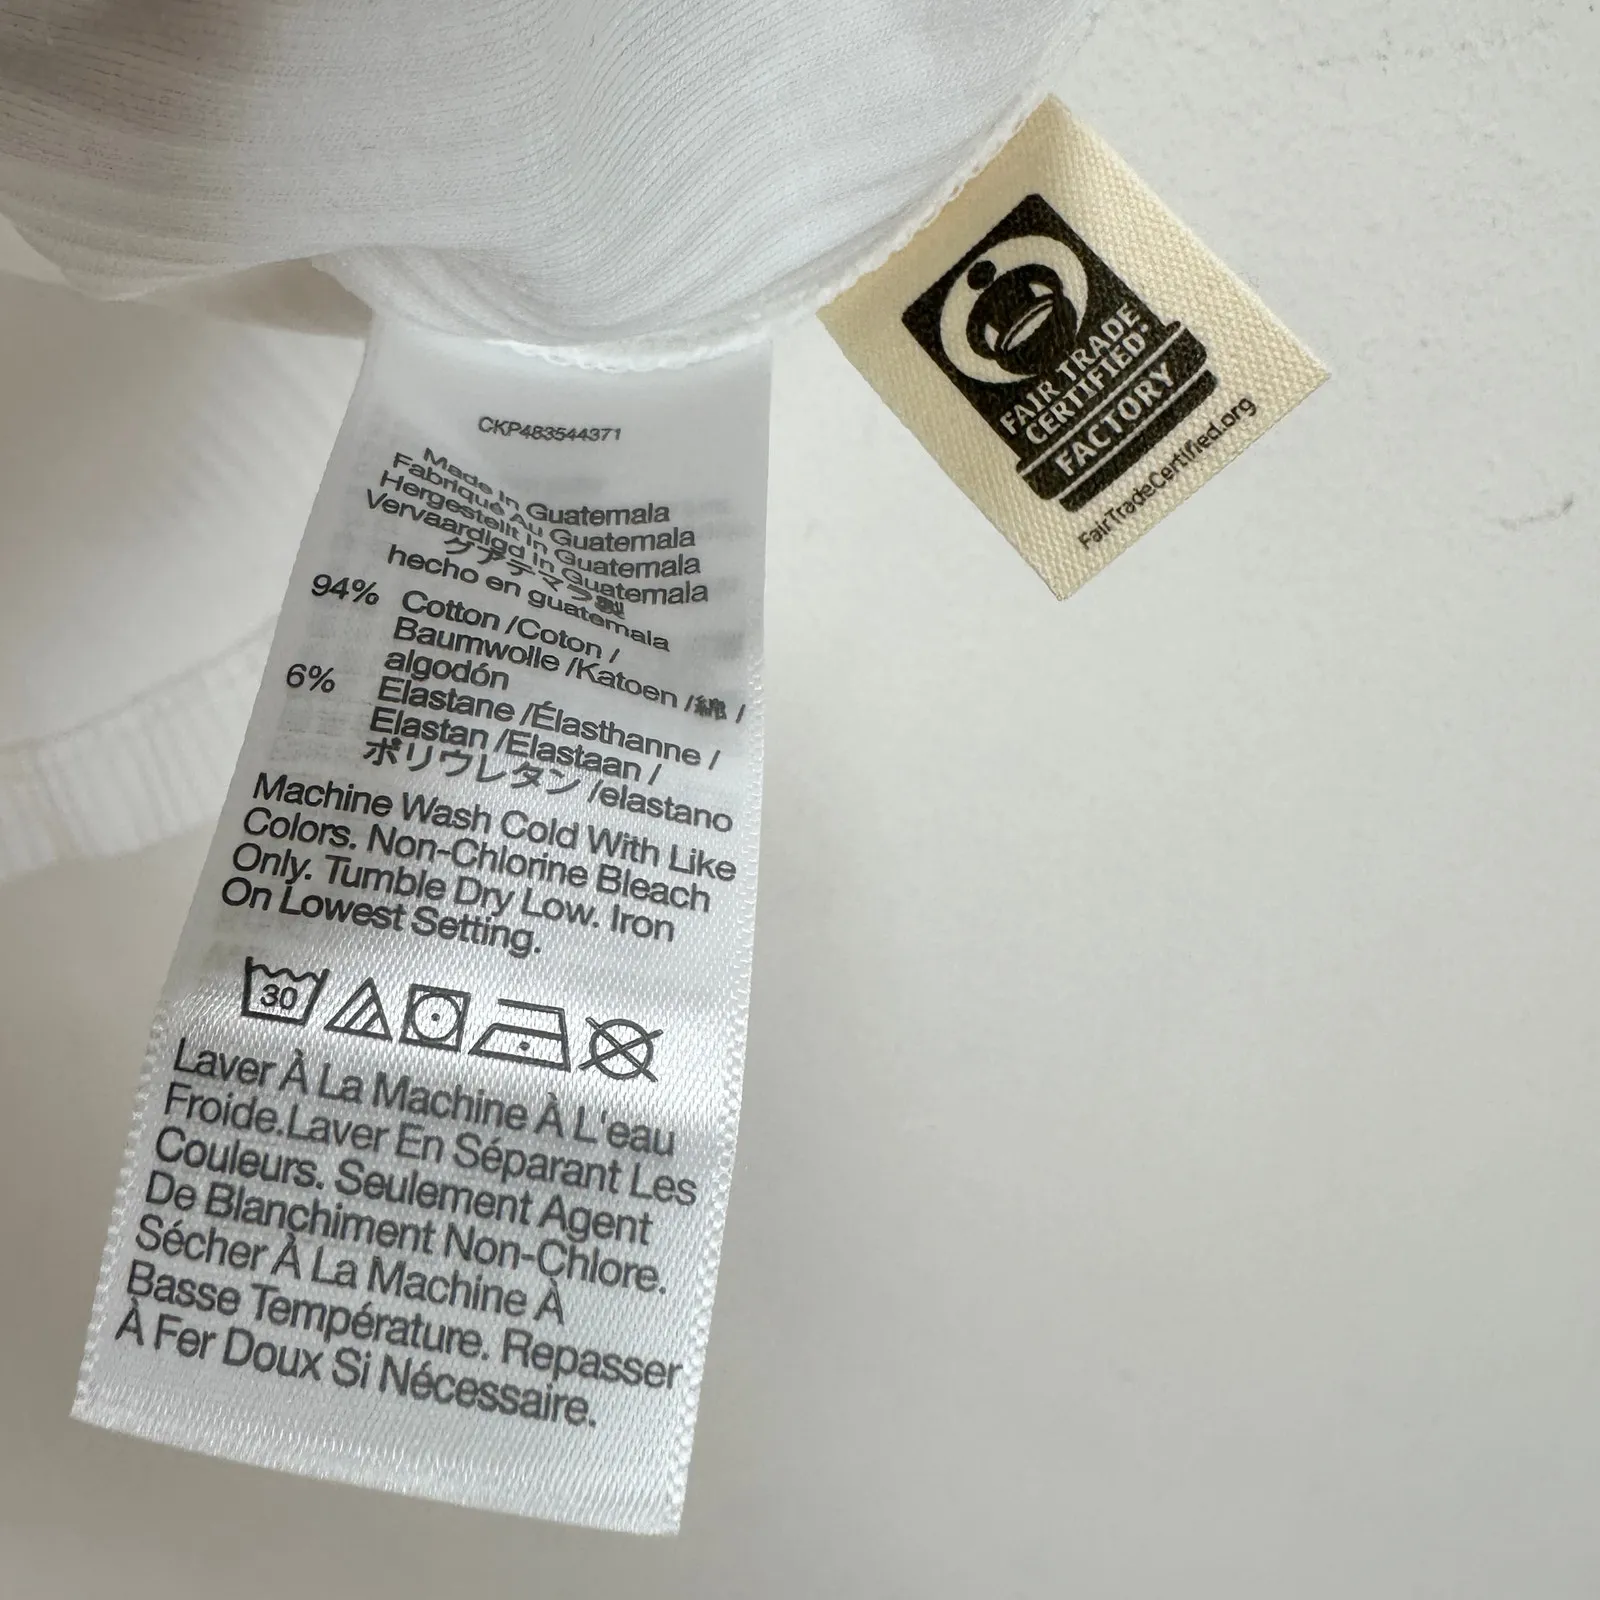 CKP483544371
Made In Guatemala
Fabriqué Au Guatemala
Hergestellt in Guatemala
Vervaardigd in Guatemala
グアテマラ製
hecho en guatemala
94% Cotton /Coton /
Baumwolle /Katoen /綿 /
algodón
6% Elastane /Élasthanne /
Elastan /Elastaan /
ポリウレタン /elastano
Machine Wash Cold With Like
Colors. Non-Chlorine Bleach
Only. Tumble Dry Low. Iron
On Lowest Setting.
30
Laver À La Machine À L'eau
Froide.Laver En Séparant Les
Couleurs. Seulement Agent
De Blanchiment Non-Chlore.
Sécher À La Machine À
Basse Température. Repasser
À Fer Doux Si Nécessaire.
FAIR TRADE
CERTIFIED
FACTORY
FairTradeCertified.org